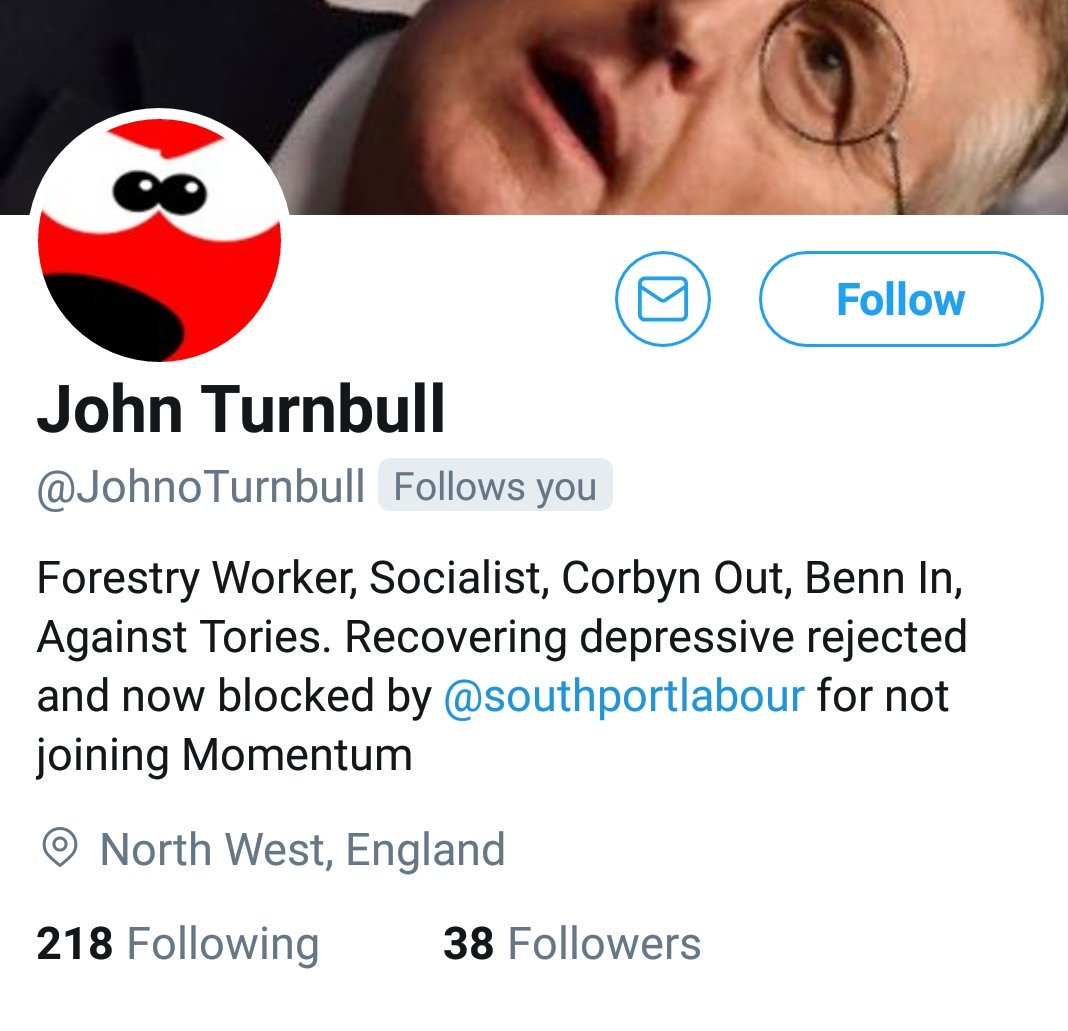 Follow
John Turnbull
@JohnoTurnbull Follows you
Forestry Worker, Socialist, Corbyn Out, Benn In,
Against Tories. Recovering depressive rejected
and now blocked by @southportlabour for not
joining Momentum
North West, England
218 Following 38 Followers